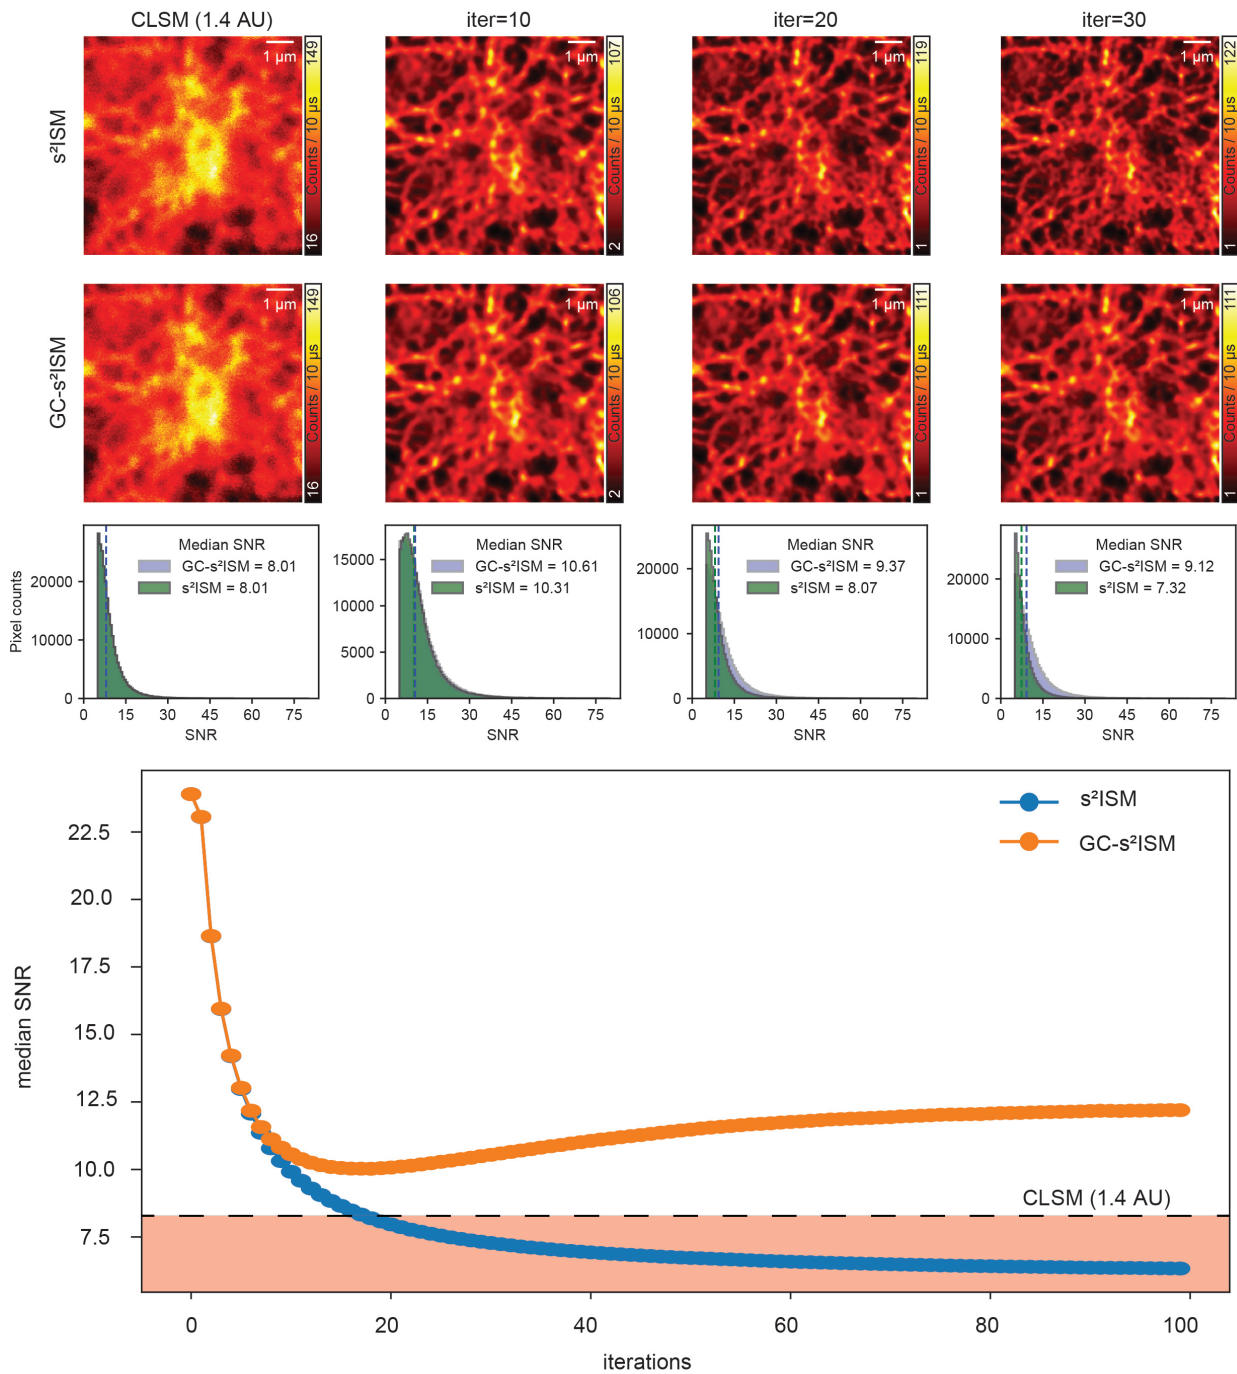 CLSM (1.4 AU) iter=10 iter=20 iter=30
s²ISM
1 µm 149 Counts / 10 µs 16
1 µm 107 2
1 µm 119 Counts / 10 µs 1
1 µm 122 Counts / 10 µs 1
GC-s²ISM
1 µm 149 Counts / 10 µs 16
1 µm 106 2
1 µm 111 Counts / 10 µs 1
1 µm 111 Counts / 10 µs 1
Pixel counts
20000
10000
0
Median SNR
GC-s²ISM = 8.01
s²ISM = 8.01
0 15 30 45 60 75
SNR
15000
10000
5000
0
Median SNR
GC-s²ISM = 10.61
s²ISM = 10.31
0 15 30 45 60 75
SNR
20000
10000
0
Median SNR
GC-s²ISM = 9.37
s²ISM = 8.07
0 15 30 45 60 75
SNR
20000
10000
0
Median SNR
GC-s²ISM = 9.12
s²ISM = 7.32
0 15 30 45 60 75
SNR
median SNR
22.5
20.0
17.5
15.0
12.5
10.0
7.5
s²ISM
GC-s²ISM
CLSM (1.4 AU)
0 20 40 60 80 100
iterations